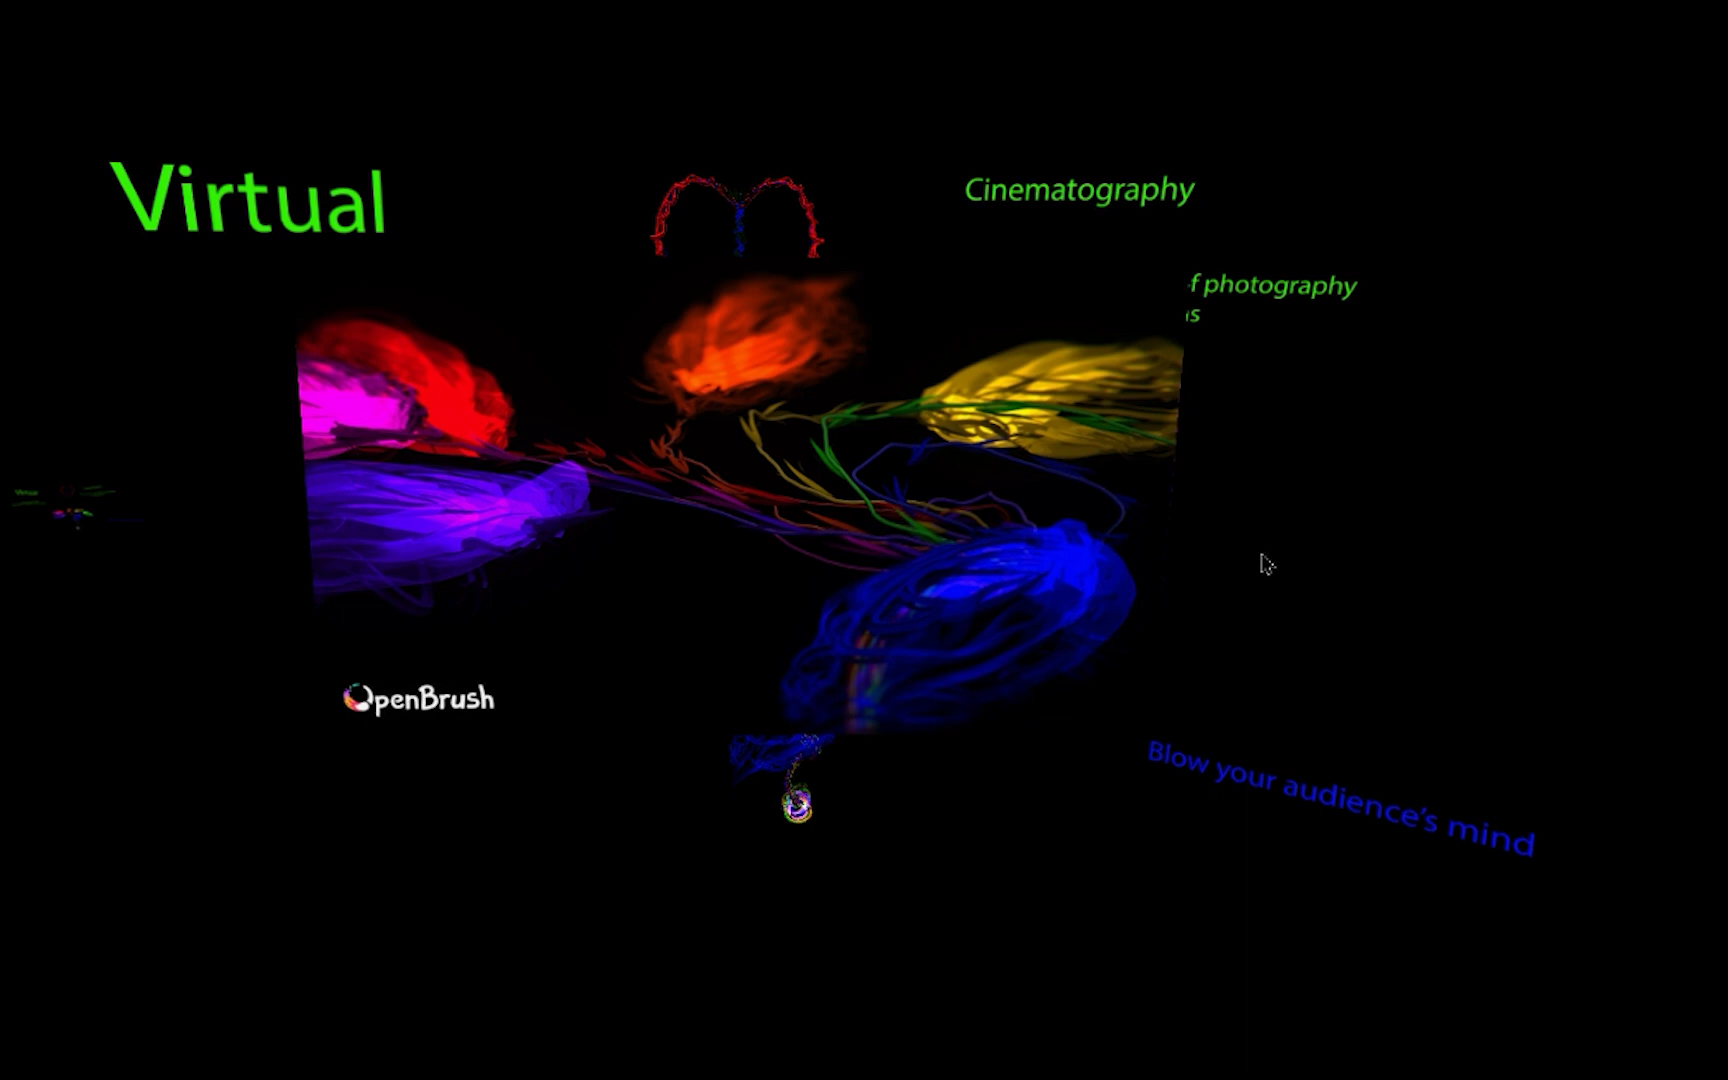 Virtual
Cinematography
f photography
s
OpenBrush
Blow your audience's mind